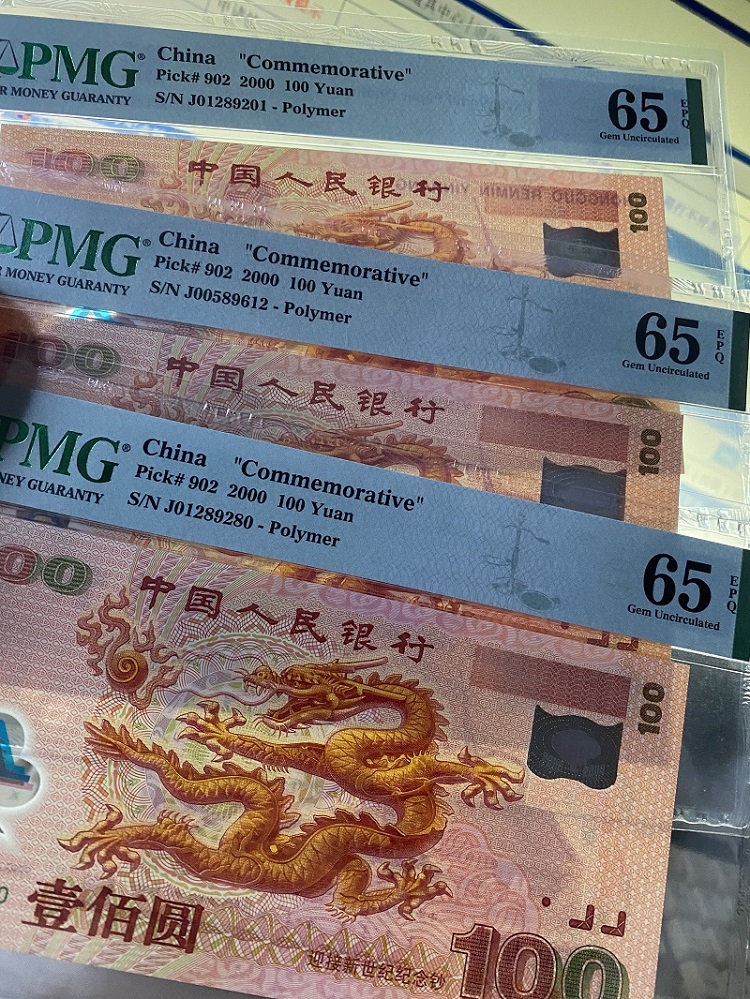 PMG®
MONEY GUARANTY
China "Commemorative"
Pick# 902 2000 100 Yuan
S/N J01289201 - Polymer
65
EPQ
Gem Uncirculated
100
中国人民银行
100
PMG®
MONEY GUARANTY
China "Commemorative"
Pick# 902 2000 100 Yuan
S/N J00589612 - Polymer
65
EPQ
Gem Uncirculated
100
中国人民银行
100
PMG®
GUARANTY
China "Commemorative"
Pick# 902 2000 100 Yuan
S/N J01289280 - Polymer
65
EPQ
Gem Uncirculated
00
中国人民银行
100
壹佰圆
迎接新世纪纪念钞
100